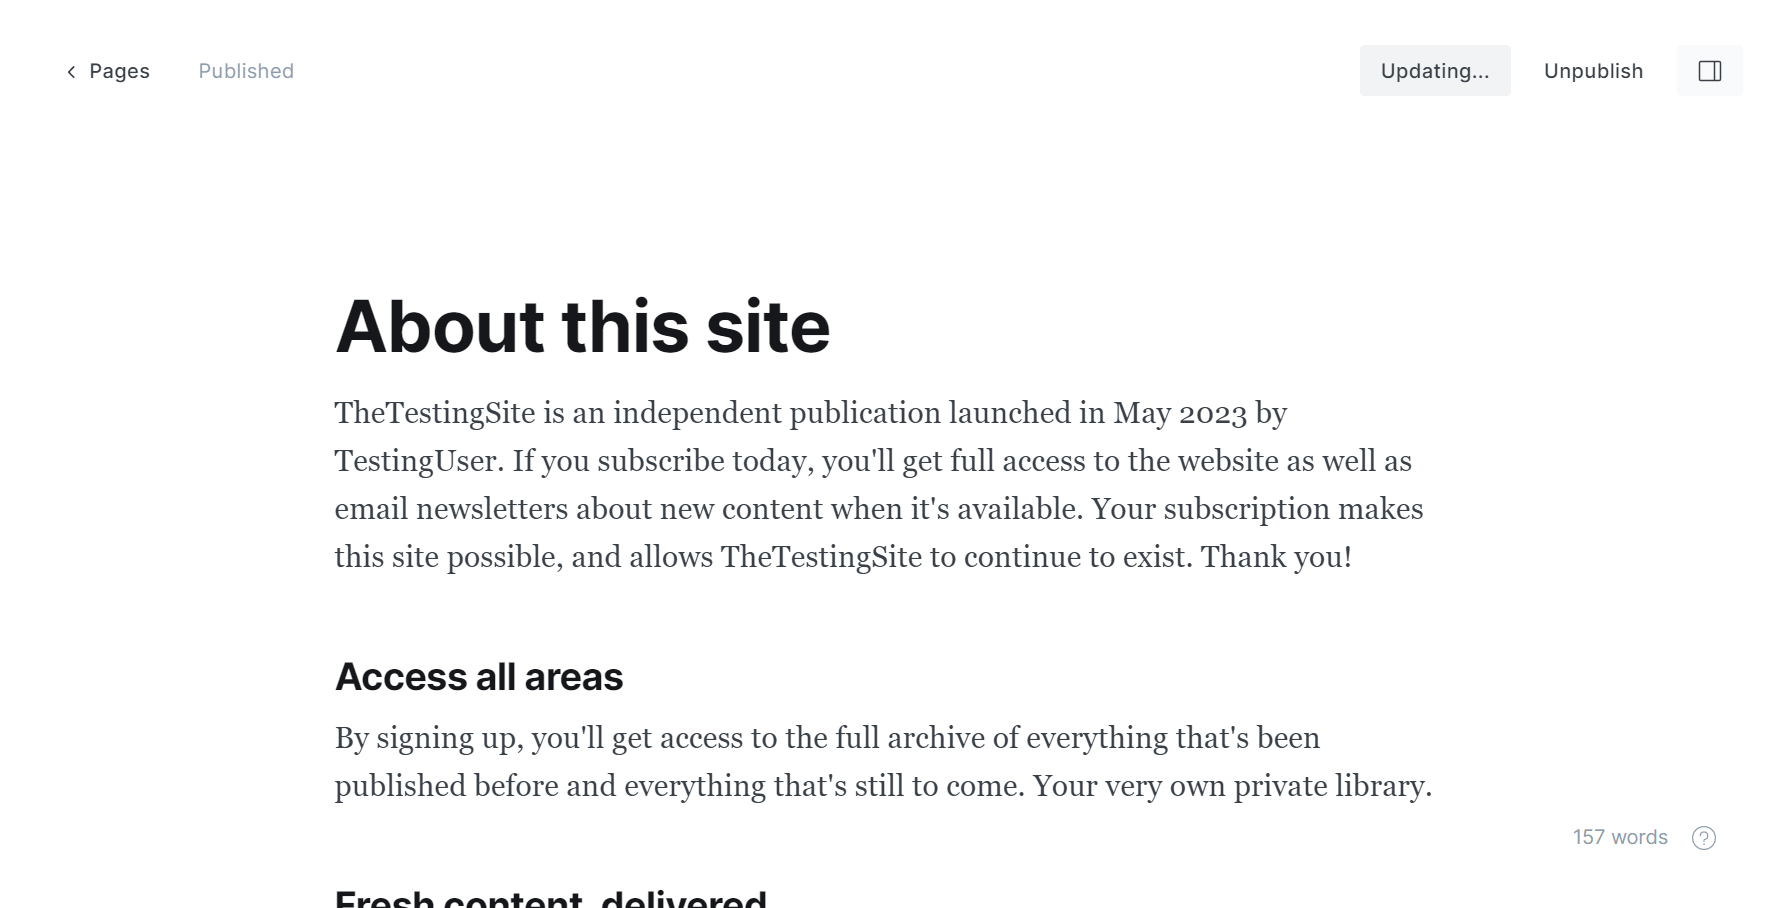 Pages
Published
Updating...
Unpublish
About this site
TheTestingSite is an independent publication launched in May 2023 by
TestingUser. If you subscribe today, you'll get full access to the website as well as
email newsletters about new content when it's available. Your subscription makes
this site possible, and allows TheTestingSite to continue to exist. Thank you!
Access all areas
By signing up, you'll get access to the full archive of everything that's been
published before and everything that's still to come. Your very own private library.
157 words
Fresh content, delivered